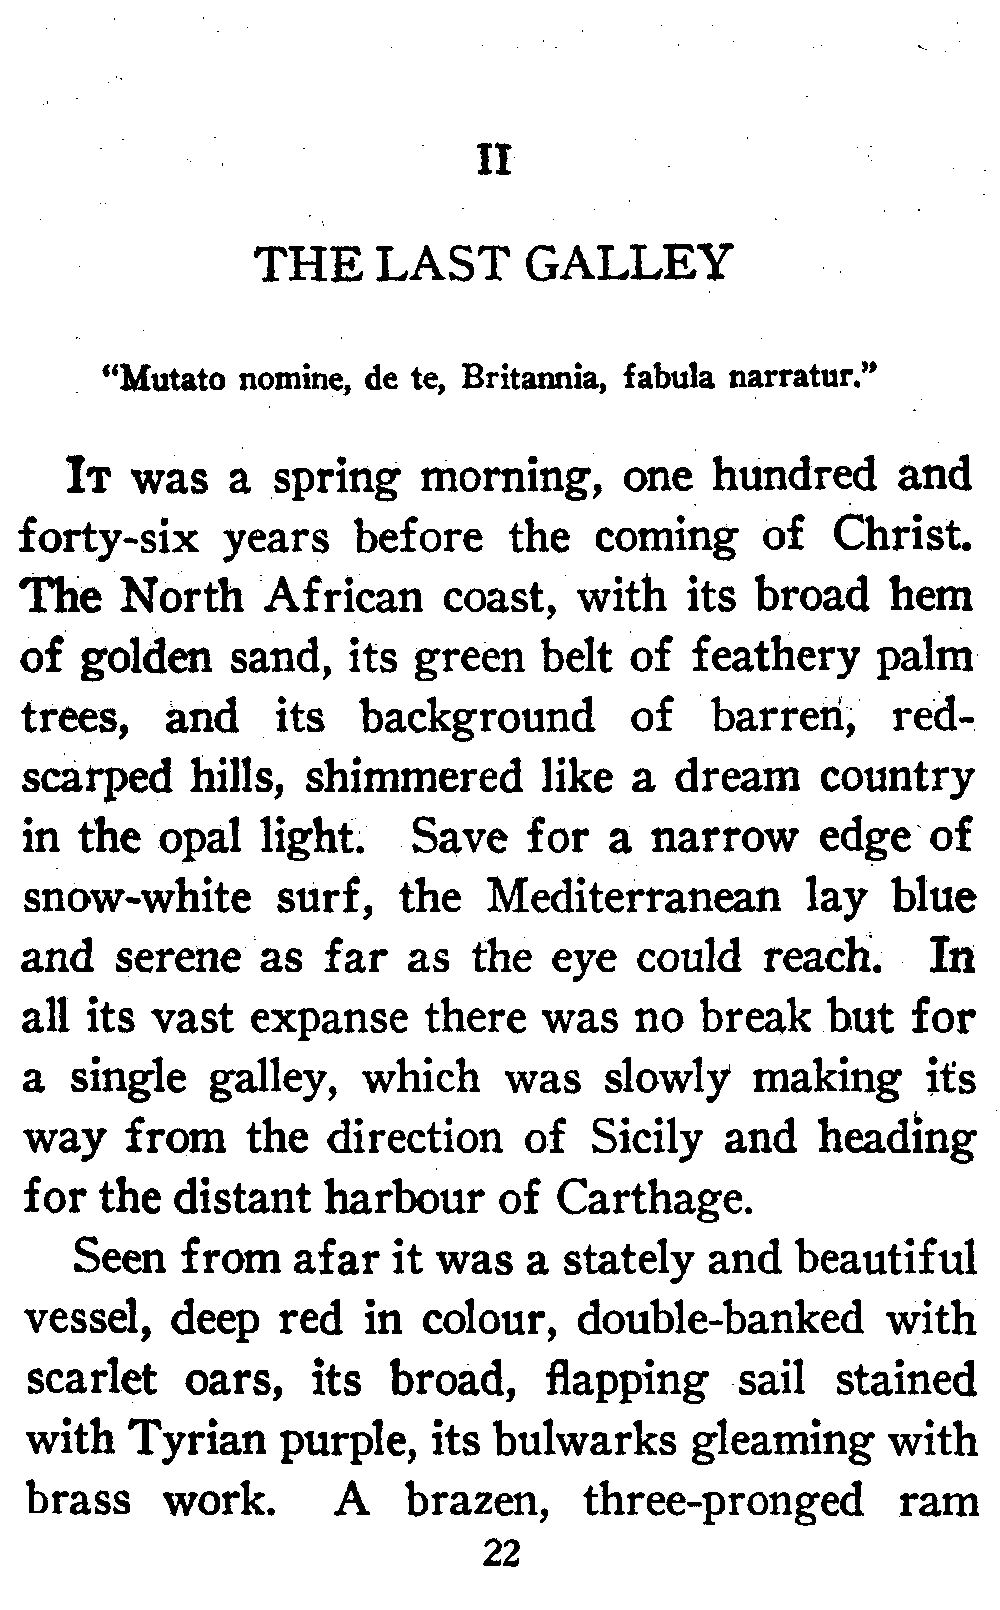 II
THE LAST GALLEY
“Mutato nomine, de te, Britannia, fabula narratur.”
IT was a spring morning, one hundred and
forty-six years before the coming of Christ.
The North African coast, with its broad hem
of golden sand, its green belt of feathery palm
trees, and its background of barren, red-
scarped hills, shimmered like a dream country
in the opal light. Save for a narrow edge of
snow-white surf, the Mediterranean lay blue
and serene as far as the eye could reach. In
all its vast expanse there was no break but for
a single galley, which was slowly making its
way from the direction of Sicily and heading
for the distant harbour of Carthage.
Seen from afar it was a stately and beautiful
vessel, deep red in colour, double-banked with
scarlet oars, its broad, flapping sail stained
with Tyrian purple, its bulwarks gleaming with
brass work. A brazen, three-pronged ram
22